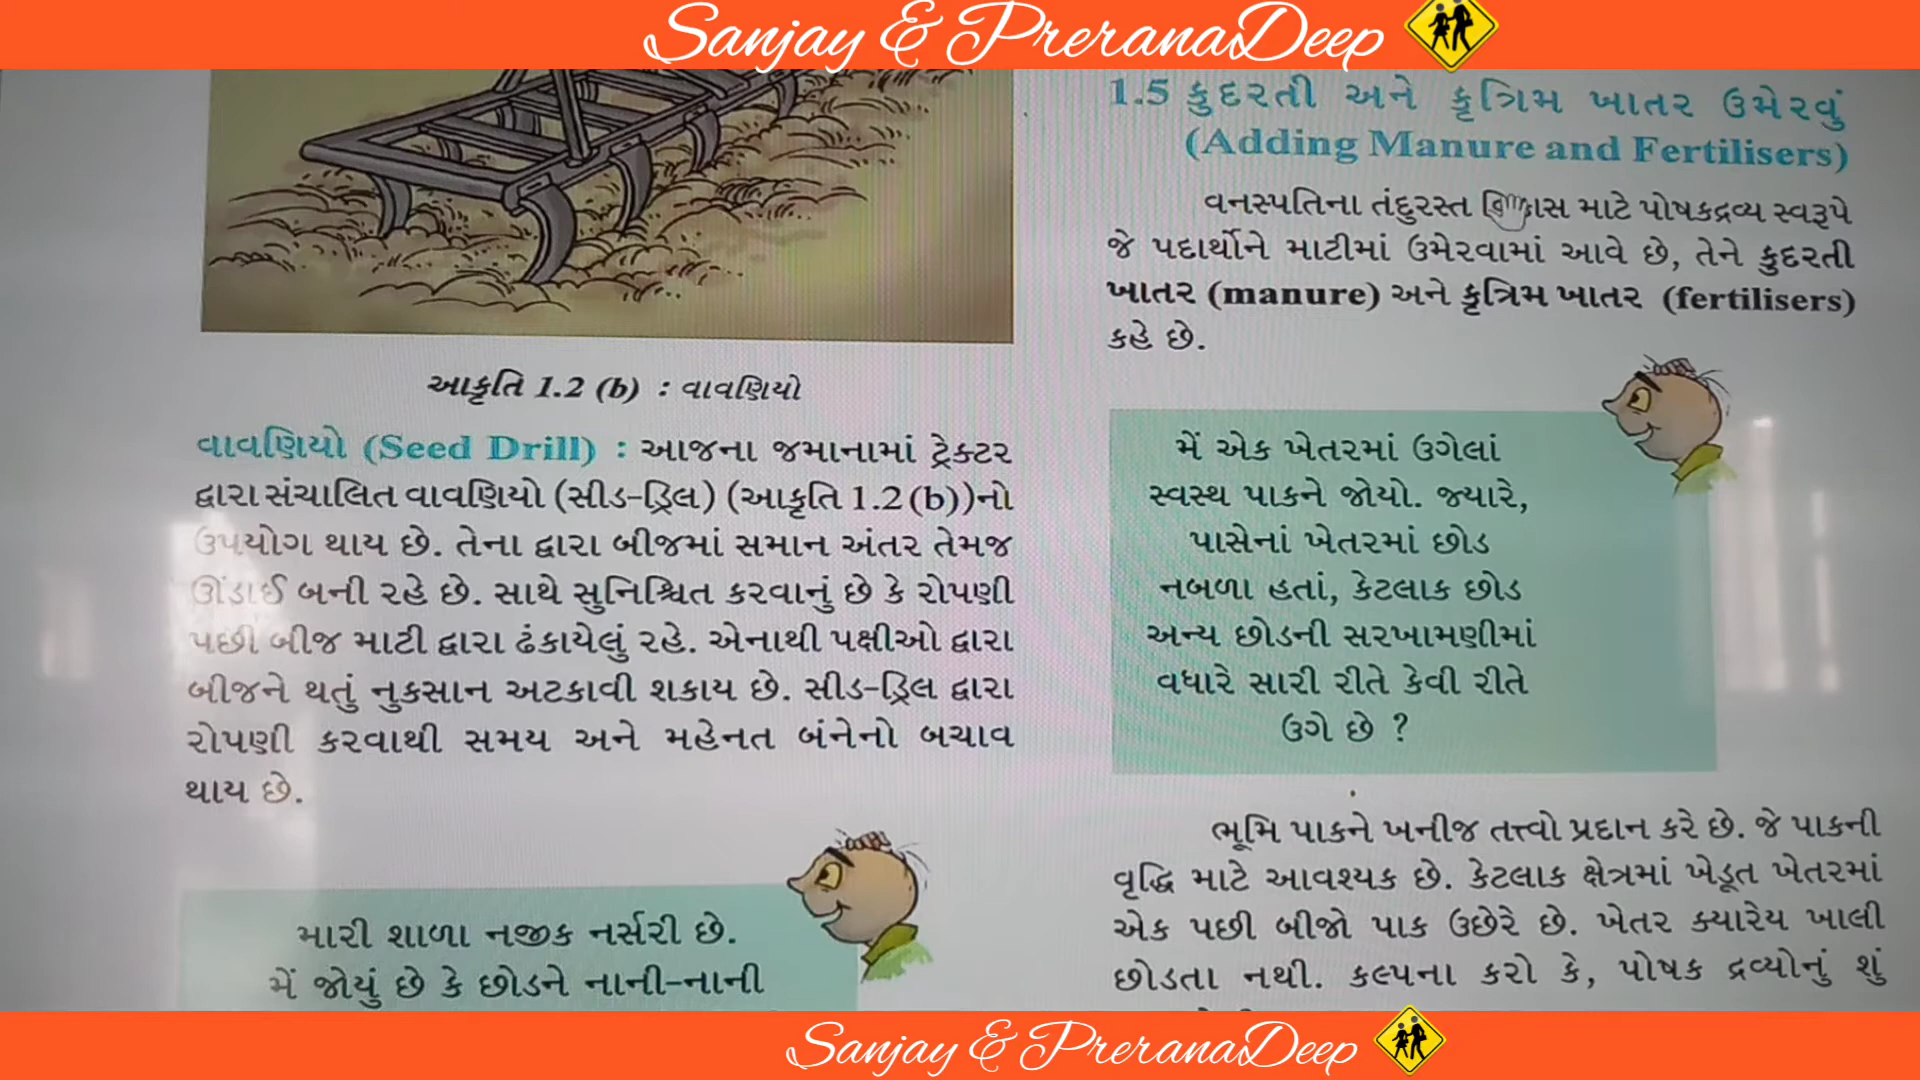 Sanjay & PreranaDeep
આકૃતિ 1.2 (b) : વાવણિયો
વાવણિયો (Seed Drill) : આજના જમાનામાં ટ્રેક્ટર
દ્વારા સંચાલિત વાવણિયો (સીડ-ડ્રિલ) (આકૃતિ 1.2 (b))નો
ઉપયોગ થાય છે. તેના દ્વારા બીજમાં સમાન અંતર તેમજ
ઊંડાઈ બની રહે છે. સાથે સુનિશ્ચિત કરવાનું છે કે રોપણી
પછી બીજ માટી દ્વારા ઢંકાયેલું રહે. એનાથી પક્ષીઓ દ્વારા
બીજને થતું નુકસાન અટકાવી શકાય છે. સીડ-ડ્રિલ દ્વારા
રોપણી કરવાથી સમય અને મહેનત બંનેનો બચાવ
થાય છે.
મારી શાળા નજીક નર્સરી છે.
મેં જોયું છે કે છોડને નાની-નાની
1.5 કુદરતી અને કૃત્રિમ ખાતર ઉમેરવું
(Adding Manure and Fertilisers)
વનસ્પતિના તંદુરસ્ત માટે પોષકદ્રવ્ય સ્વરૂપે
જે પદાર્થોને માટીમાં ઉમેરવામાં આવે છે, તેને કુદરતી
ખાતર (manure) અને કૃત્રિમ ખાતર (fertilisers)
કહે છે.
મેં એક ખેતરમાં ઉગેલાં
સ્વસ્થ પાકને જોયો. જ્યારે,
પાસેનાં ખેતરમાં છોડ
નબળા હતાં, કેટલાક છોડ
અન્ય છોડની સરખામણીમાં
વધારે સારી રીતે કેવી રીતે
ઉગે છે ?
ભૂમિ પાકને ખનીજ તત્ત્વો પ્રદાન કરે છે. જે પાકની
વૃદ્ધિ માટે આવશ્યક છે. કેટલાક ક્ષેત્રમાં ખેડૂત ખેતરમાં
એક પછી બીજો પાક ઉછેરે છે. ખેતર ક્યારેય ખાલી
છોડતા નથી. કલ્પના કરો કે, પોષક દ્રવ્યોનું શું
Sanjay & PreranaDeep